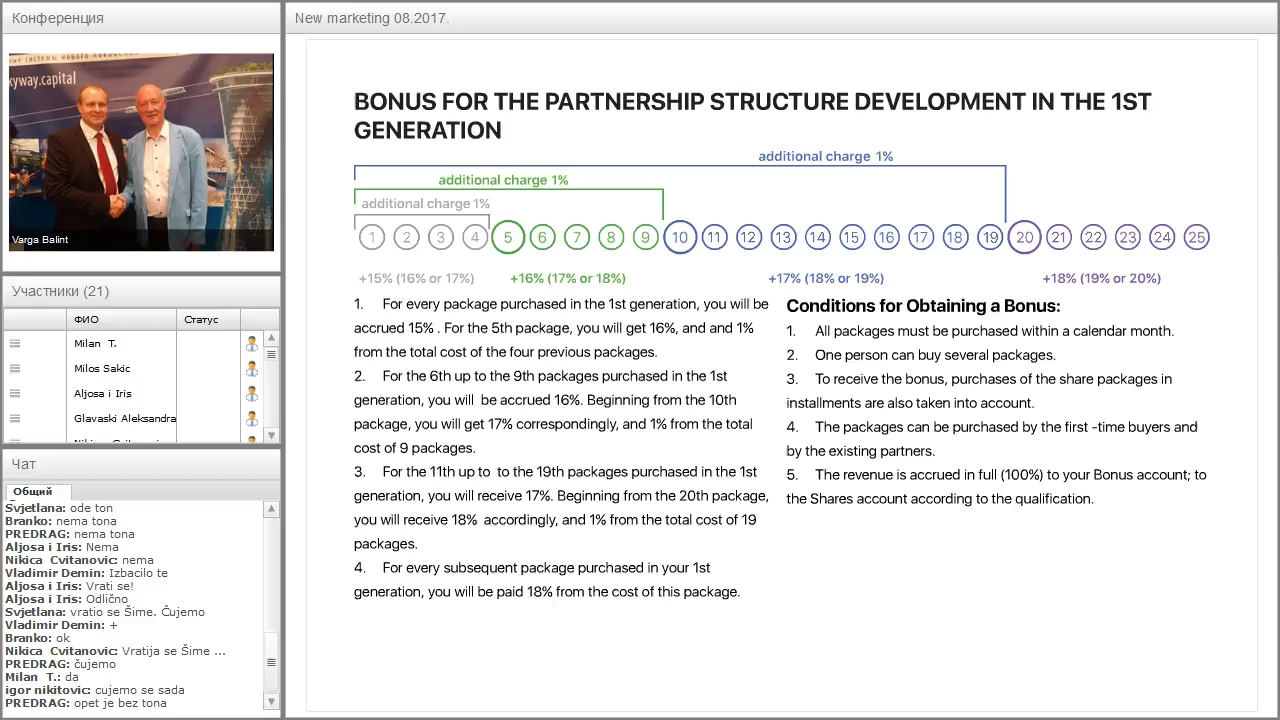 Конференция
New marketing 08.2017.
системы нового поколения
kyway.capital
Varga Balint
Участники (21)
ФИО
Статус
Milan T.
Milos Sakic
Aljosa i Iris
Glavaski Aleksandra
Чат
Общий
Svjetlana: ode ton
Branko: nema tona
PREDRAG: nema tona
Aljosa i Iris: Nema
Nikica Cvitanovic: nema
Vladimir Demin: Izbacilo te
Aljosa i Iris: Vrati se!
Aljosa i Iris: Odlično
Svjetlana: vratio se Šime. Čujemo
Vladimir Demin: +
Branko: ok
Nikica Cvitanovic: Vratija se Šime ...
PREDRAG: čujemo
Milan T.: da
igor nikitovic: cujemo se sada
PREDRAG: opet je bez tona
BONUS FOR THE PARTNERSHIP STRUCTURE DEVELOPMENT IN THE 1ST
GENERATION
additional charge 1%
additional charge 1%
additional charge 1%
1 2 3 4 5 6 7 8 9 10 11 12 13 14 15 16 17 18 19 20 21 22 23 24 25
+15% (16% or 17%) +16% (17% or 18%) +17% (18% or 19%) +18% (19% or 20%)
1. For every package purchased in the 1st generation, you will be
accrued 15% . For the 5th package, you will get 16%, and and 1%
from the total cost of the four previous packages.
2. For the 6th up to the 9th packages purchased in the 1st
generation, you will be accrued 16%. Beginning from the 10th
package, you will get 17% correspondingly, and 1% from the total
cost of 9 packages.
3. For the 11th up to to the 19th packages purchased in the 1st
generation, you will receive 17%. Beginning from the 20th package,
you will receive 18% accordingly, and 1% from the total cost of 19
packages.
4. For every subsequent package purchased in your 1st
generation, you will be paid 18% from the cost of this package.
Conditions for Obtaining a Bonus:
1. All packages must be purchased within a calendar month.
2. One person can buy several packages.
3. To receive the bonus, purchases of the share packages in
installments are also taken into account.
4. The packages can be purchased by the first -time buyers and
by the existing partners.
5. The revenue is accrued in full (100%) to your Bonus account; to
the Shares account according to the qualification.